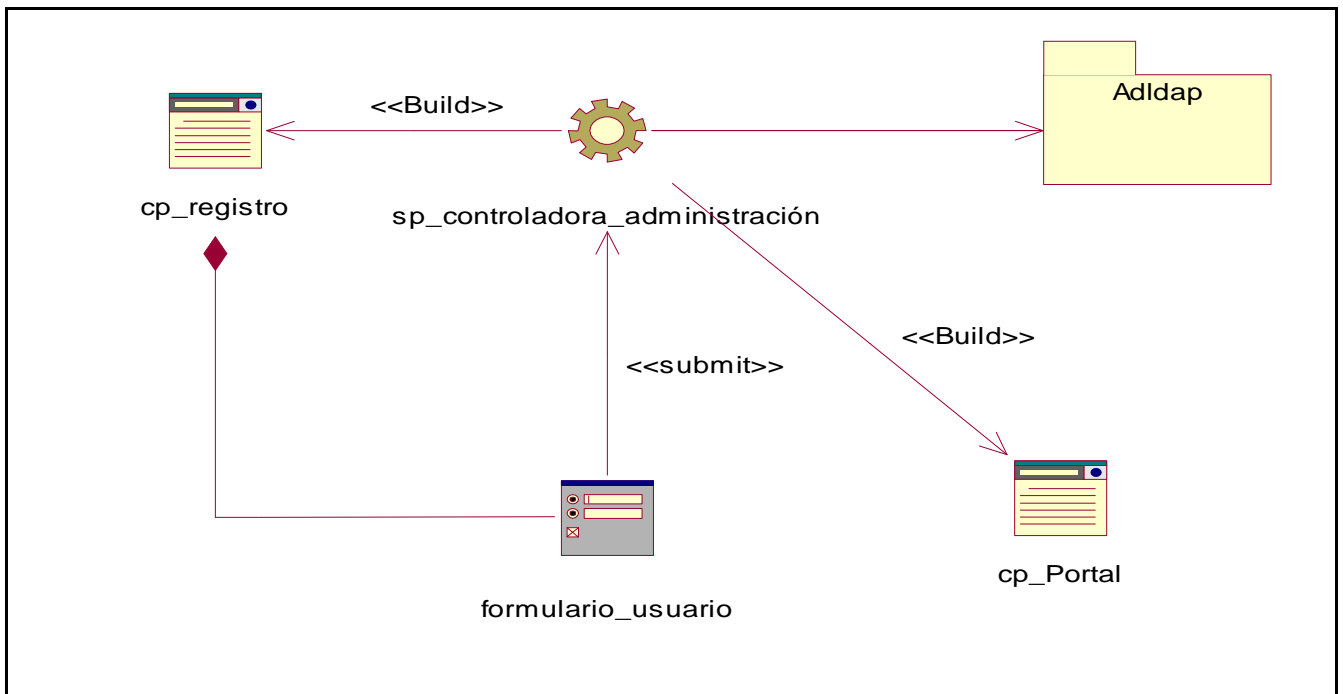 <<Build>>
AdIdap
cp_registro
sp_controladora_administración
<<Build>>
<<submit>>
cp_Portal
formulario_usuario